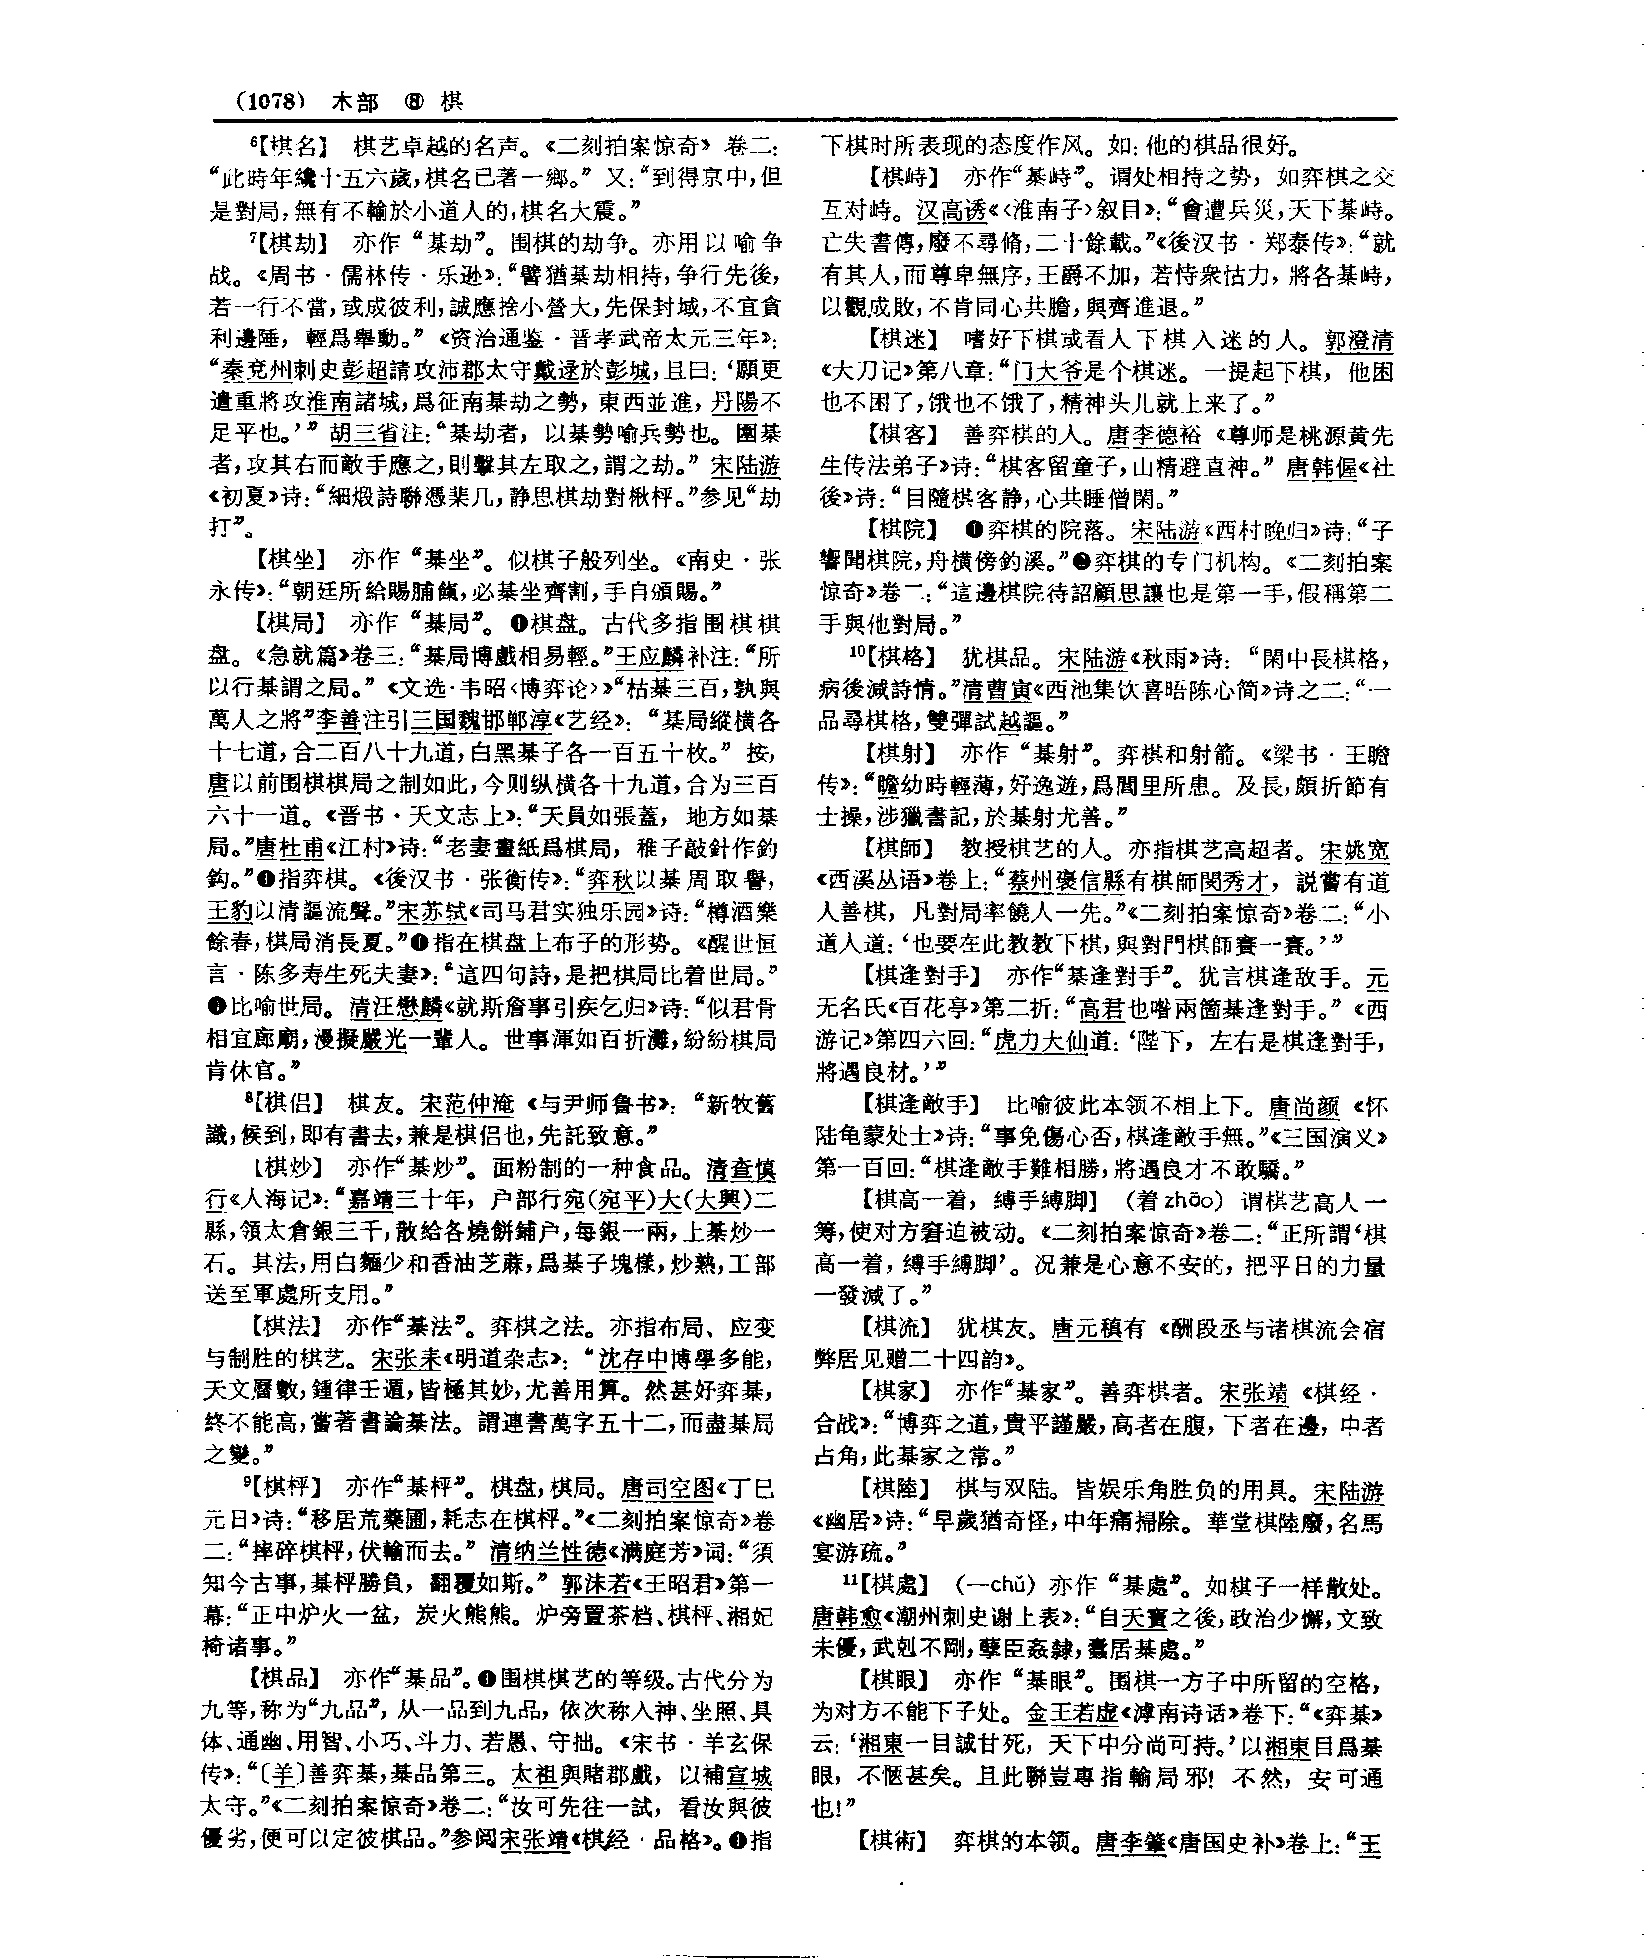 (1078) 木部 ⑧ 棋
⁶【棋名】 棋艺卓越的名声。《二刻拍案惊奇》卷二:
“此時年纔十五六歲,棋名已著一鄉。”又:“到得京中,但
是對局,無有不輸於小道人的,棋名大震。”
⁷【棋劫】 亦作“棊劫”。围棋的劫争。亦用以喻争
战。《周书·儒林传·乐逊》:“譬猶棊劫相持,争行先後,
若一行不當,或成彼利,誠應捨小營大,先保封域,不宜貪
利邊陲,輕爲舉動。”《资治通鉴·晋孝武帝太元三年》:
“秦兖州刺史彭超請攻沛郡太守戴逯於彭城,且曰:‘願更
遣重將攻淮南諸城,爲征南棊劫之勢,東西並進,丹陽不
足平也。’”胡三省注:“棊劫者,以棊勢喻兵勢也。圍棊
者,攻其右而敵手應之,則擊其左取之,謂之劫。”宋陆游
《初夏》诗:“細煅詩聯憑棐几,静思棋劫對楸枰。”参见“劫
打”。
【棋坐】 亦作“棊坐”。似棋子般列坐。《南史·张
永传》:“朝廷所給賜脯餼,必棊坐齊割,手自頒賜。”
【棋局】 亦作“棊局”。❶棋盘。古代多指围棋棋
盘。《急就篇》卷三:“棊局博戲相易輕。”王应麟补注:“所
以行棊謂之局。”《文选·韦昭〈博弈论〉》“枯棊三百,孰與
萬人之將”李善注引三国魏邯郸淳《艺经》:“棊局縱横各
十七道,合二百八十九道,白黑棊子各一百五十枚。”按,
唐以前围棋棋局之制如此,今则纵横各十九道,合为三百
六十一道。《晋书·天文志上》:“天員如張蓋,地方如棊
局。”唐杜甫《江村》诗:“老妻畫紙爲棋局,稚子敲針作釣
鈎。”❷指弈棋。《後汉书·张衡传》:“弈秋以棊周取譽,
王豹以清謳流聲。”宋苏轼《司马君实独乐园》诗:“樽酒樂
餘春,棋局消長夏。”❸指在棋盘上布子的形势。《醒世恒
言·陈多寿生死夫妻》:“這四句詩,是把棋局比着世局。”
❹比喻世局。清汪懋麟《就斯詹事引疾乞归》诗:“似君骨
相宜廊廟,漫擬嚴光一輩人。世事渾如百折灘,紛紛棋局
肯休官。”
⁸【棋侣】 棋友。宋范仲淹《与尹师鲁书》:“新牧舊
識,候到,即有書去,兼是棋侣也,先託致意。”
【棋炒】 亦作“棊炒”。面粉制的一种食品。清查慎
行《人海记》:“嘉靖三十年,户部行宛(宛平)大(大興)二
縣,領太倉銀三千,散給各燒餅鋪户,每銀一兩,上棊炒一
石。其法,用白麵少和香油芝蔴,爲棊子塊樣,炒熟,工部
送至軍處所支用。”
【棋法】 亦作“棊法”。弈棋之法。亦指布局、应变
与制胜的棋艺。宋张耒《明道杂志》:“沈存中博學多能,
天文曆數,鍾律壬遁,皆極其妙,尤善用算。然甚好弈棊,
終不能高,嘗著書論棊法。謂連書萬字五十二,而盡棊局
之變。”
⁹【棋枰】 亦作“棊枰”。棋盘,棋局。唐司空图《丁巳
元日》诗:“移居荒藥圃,耗志在棋枰。”《二刻拍案惊奇》卷
二:“摔碎棋枰,伏輸而去。”清纳兰性德《满庭芳》词:“須
知今古事,棊枰勝負,翻覆如斯。”郭沫若《王昭君》第一
幕:“正中炉火一盆,炭火熊熊。炉旁置茶档、棋枰、湘妃
椅诸事。”
【棋品】 亦作“棊品”。❶围棋棋艺的等级。古代分为
九等,称为“九品”,从一品到九品,依次称入神、坐照、具
体、通幽、用智、小巧、斗力、若愚、守拙。《宋书·羊玄保
传》:“〔羊〕善弈棊,棊品第三。太祖與賭郡戲,以補宣城
太守。”《二刻拍案惊奇》卷二:“汝可先往一試,看汝與彼
優劣,便可以定彼棋品。”参阅宋张靖《棋经·品格》。❷指
下棋时所表现的态度作风。如:他的棋品很好。
【棋峙】 亦作“棊峙”。谓处相持之势,如弈棋之交
互对峙。汉高诱《〈淮南子〉叙目》:“會遭兵災,天下棊峙。
亡失書傳,廢不尋脩,二十餘載。”《後汉书·郑泰传》:“就
有其人,而尊卑無序,王爵不加,若恃衆怙力,將各棊峙,
以觀成敗,不肯同心共膽,與齊進退。”
【棋迷】 嗜好下棋或看人下棋入迷的人。郭澄清
《大刀记》第八章:“门大爷是个棋迷。一提起下棋,他困
也不困了,饿也不饿了,精神头儿就上来了。”
【棋客】 善弈棋的人。唐李德裕《尊师是桃源黄先
生传法弟子》诗:“棋客留童子,山精避直神。”唐韩偓《社
後》诗:“目隨棋客静,心共睡僧閑。”
【棋院】 ❶弈棋的院落。宋陆游《西村晚归》诗:“子
響聞棋院,舟横傍釣溪。”❷弈棋的专门机构。《二刻拍案
惊奇》卷二:“這邊棋院待詔顧思讓也是第一手,假稱第二
手與他對局。”
¹⁰【棋格】 犹棋品。宋陆游《秋雨》诗:“閑中長棋格,
病後減詩情。”清曹寅《西池集饮喜晤陈心简》诗之二:“一
品尋棋格,雙彈試越謳。”
【棋射】 亦作“棊射”。弈棋和射箭。《梁书·王瞻
传》:“瞻幼時輕薄,好逸遊,爲閭里所患。及長,頗折節有
士操,涉獵書記,於棊射尤善。”
【棋師】 教授棋艺的人。亦指棋艺高超者。宋姚宽
《西溪丛语》卷上:“蔡州褒信縣有棋師閔秀才,説嘗有道
人善棋,凡對局率饒人一先。”《二刻拍案惊奇》卷二:“小
道人道:‘也要在此教教下棋,與對門棋師賽一賽。’”
【棋逢對手】 亦作“棊逢對手”。犹言棋逢敌手。元
无名氏《百花亭》第二折:“高君也噆兩箇棊逢對手。”《西
游记》第四六回:“虎力大仙道:‘陛下,左右是棋逢對手,
將遇良材。’”
【棋逢敵手】 比喻彼此本领不相上下。唐尚颜《怀
陆龟蒙处士》诗:“事免傷心否,棋逢敵手無。”《三国演义》
第一百回:“棋逢敵手難相勝,將遇良才不敢驕。”
【棋高一着,縛手縛脚】 (着 zhāo) 谓棋艺高人一
筹,使对方窘迫被动。《二刻拍案惊奇》卷二:“正所謂‘棋
高一着,縛手縛脚’。况兼是心意不安的,把平日的力量
一發減了。”
【棋流】 犹棋友。唐元稹有《酬段丞与诸棋流会宿
弊居见赠二十四韵》。
【棋家】 亦作“棊家”。善弈棋者。宋张靖《棋经·
合战》:“博弈之道,貴平謹嚴,高者在腹,下者在邊,中者
占角,此棊家之常。”
【棋陸】 棋与双陆。皆娱乐角胜负的用具。宋陆游
《幽居》诗:“早歲猶奇怪,中年痛掃除。華堂棋陸廢,名馬
宴游疏。”
¹¹【棋處】 (—chǔ) 亦作“棊處”。如棋子一样散处。
唐韩愈《潮州刺史谢上表》:“自天寶之後,政治少懈,文致
未優,武剋不剛,孽臣姦隸,蠹居棊處。”
【棋眼】 亦作“棊眼”。围棋一方子中所留的空格,
为对方不能下子处。金王若虚《滹南诗话》卷下:“《弈棊》
云:‘湘東一目誠甘死,天下中分尚可持。’以湘東目爲棊
眼,不愜甚矣。且此聯豈專指輸局邪!不然,安可通
也!”
【棋術】 弈棋的本领。唐李肇《唐国史补》卷上:“王